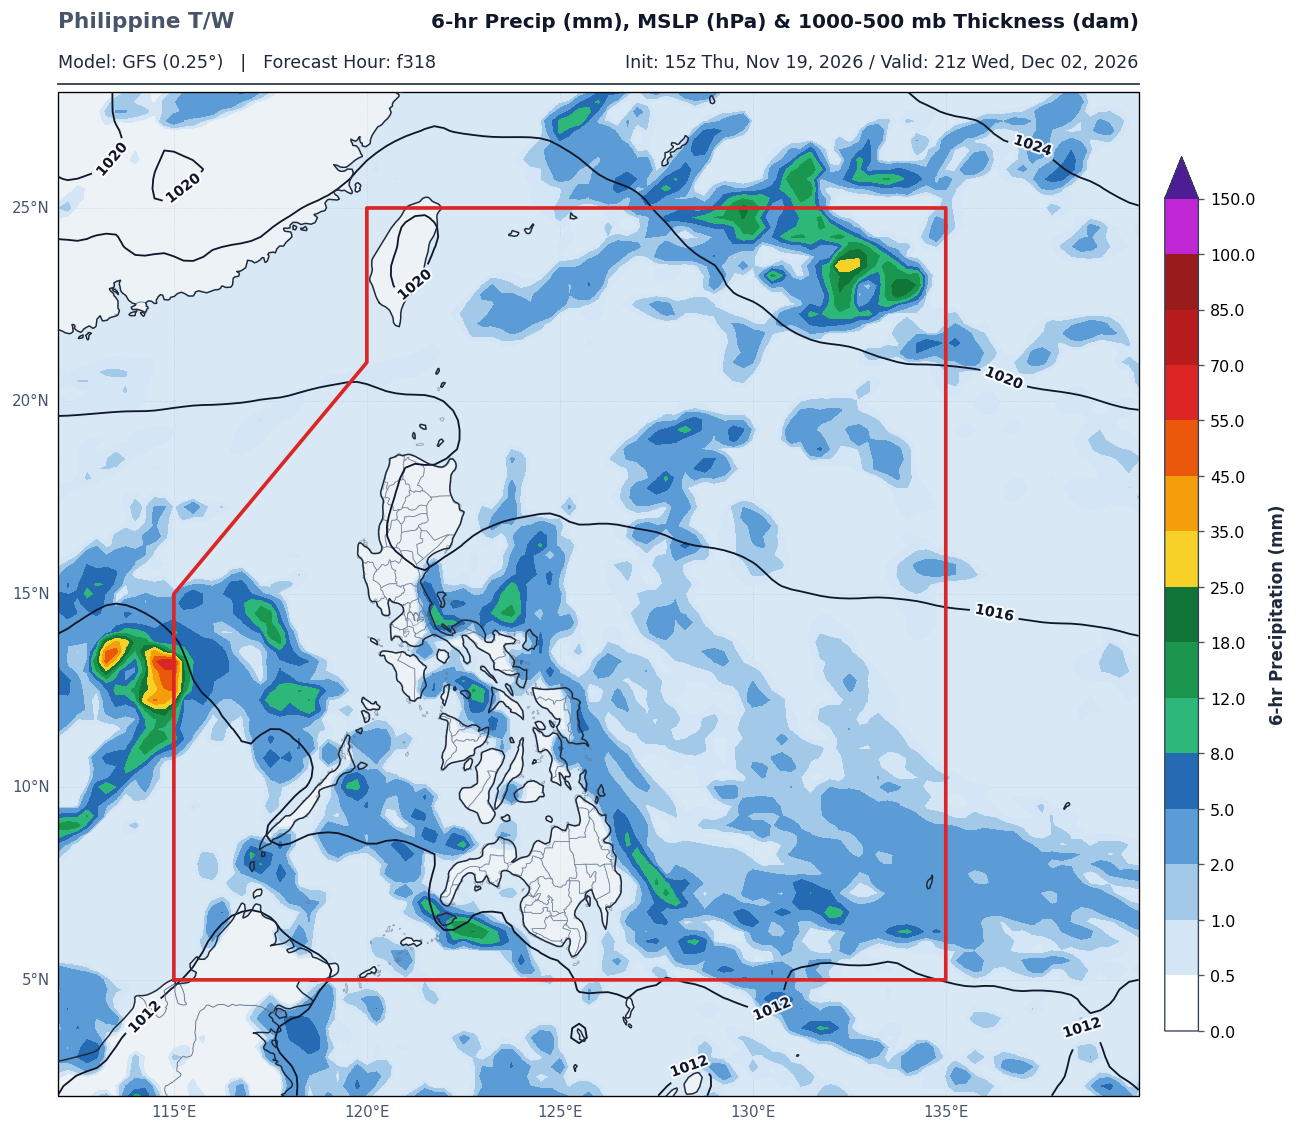 Philippine T/W
6-hr Precip (mm), MSLP (hPa) & 1000-500 mb Thickness (dam)
Model: GFS (0.25°) | Forecast Hour: f318
Init: 15z Thu, Nov 19, 2026 / Valid: 21z Wed, Dec 02, 2026
1020
1020
1024
1020
1020
1016
1012
1012
1012
1012
25°N
20°N
15°N
10°N
5°N
115°E
120°E
125°E
130°E
135°E
150.0
100.0
85.0
70.0
55.0
45.0
35.0
25.0
18.0
12.0
8.0
5.0
2.0
1.0
0.5
0.0
6-hr Precipitation (mm)